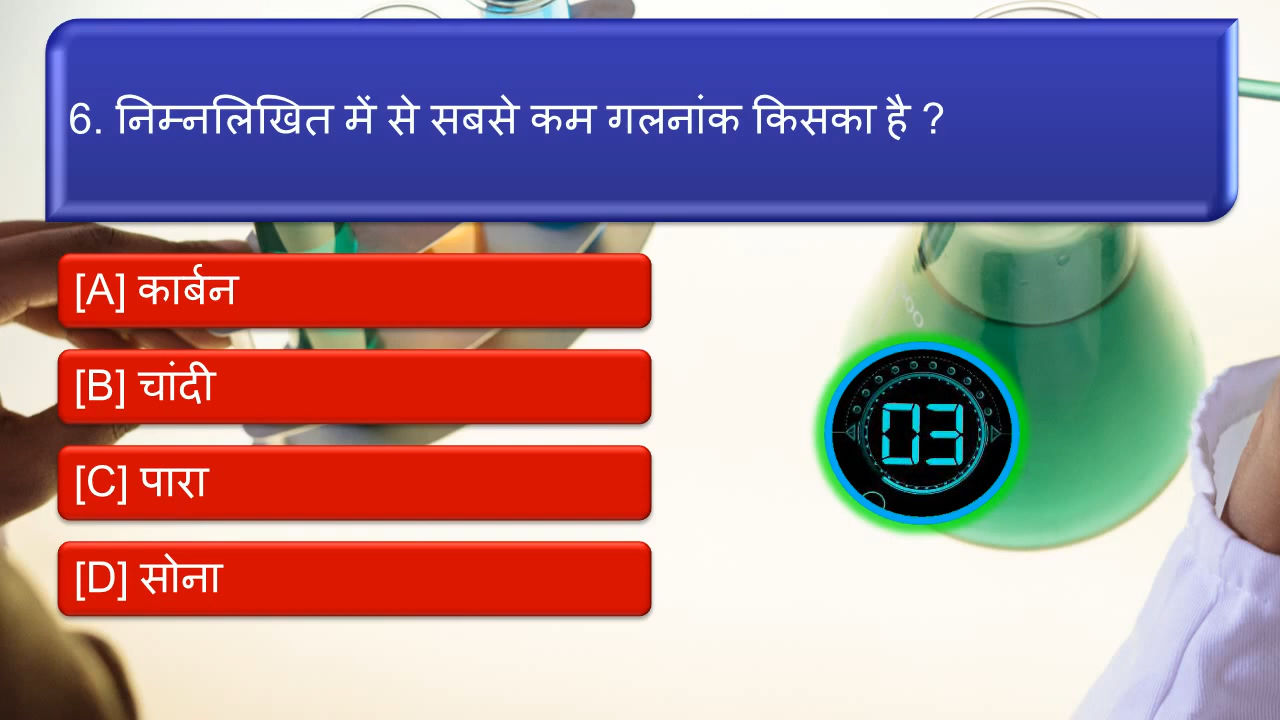 6. निम्नलिखित में से सबसे कम गलनांक किसका है ?
[A] कार्बन
[B] चांदी
[C] पारा
[D] सोना
03